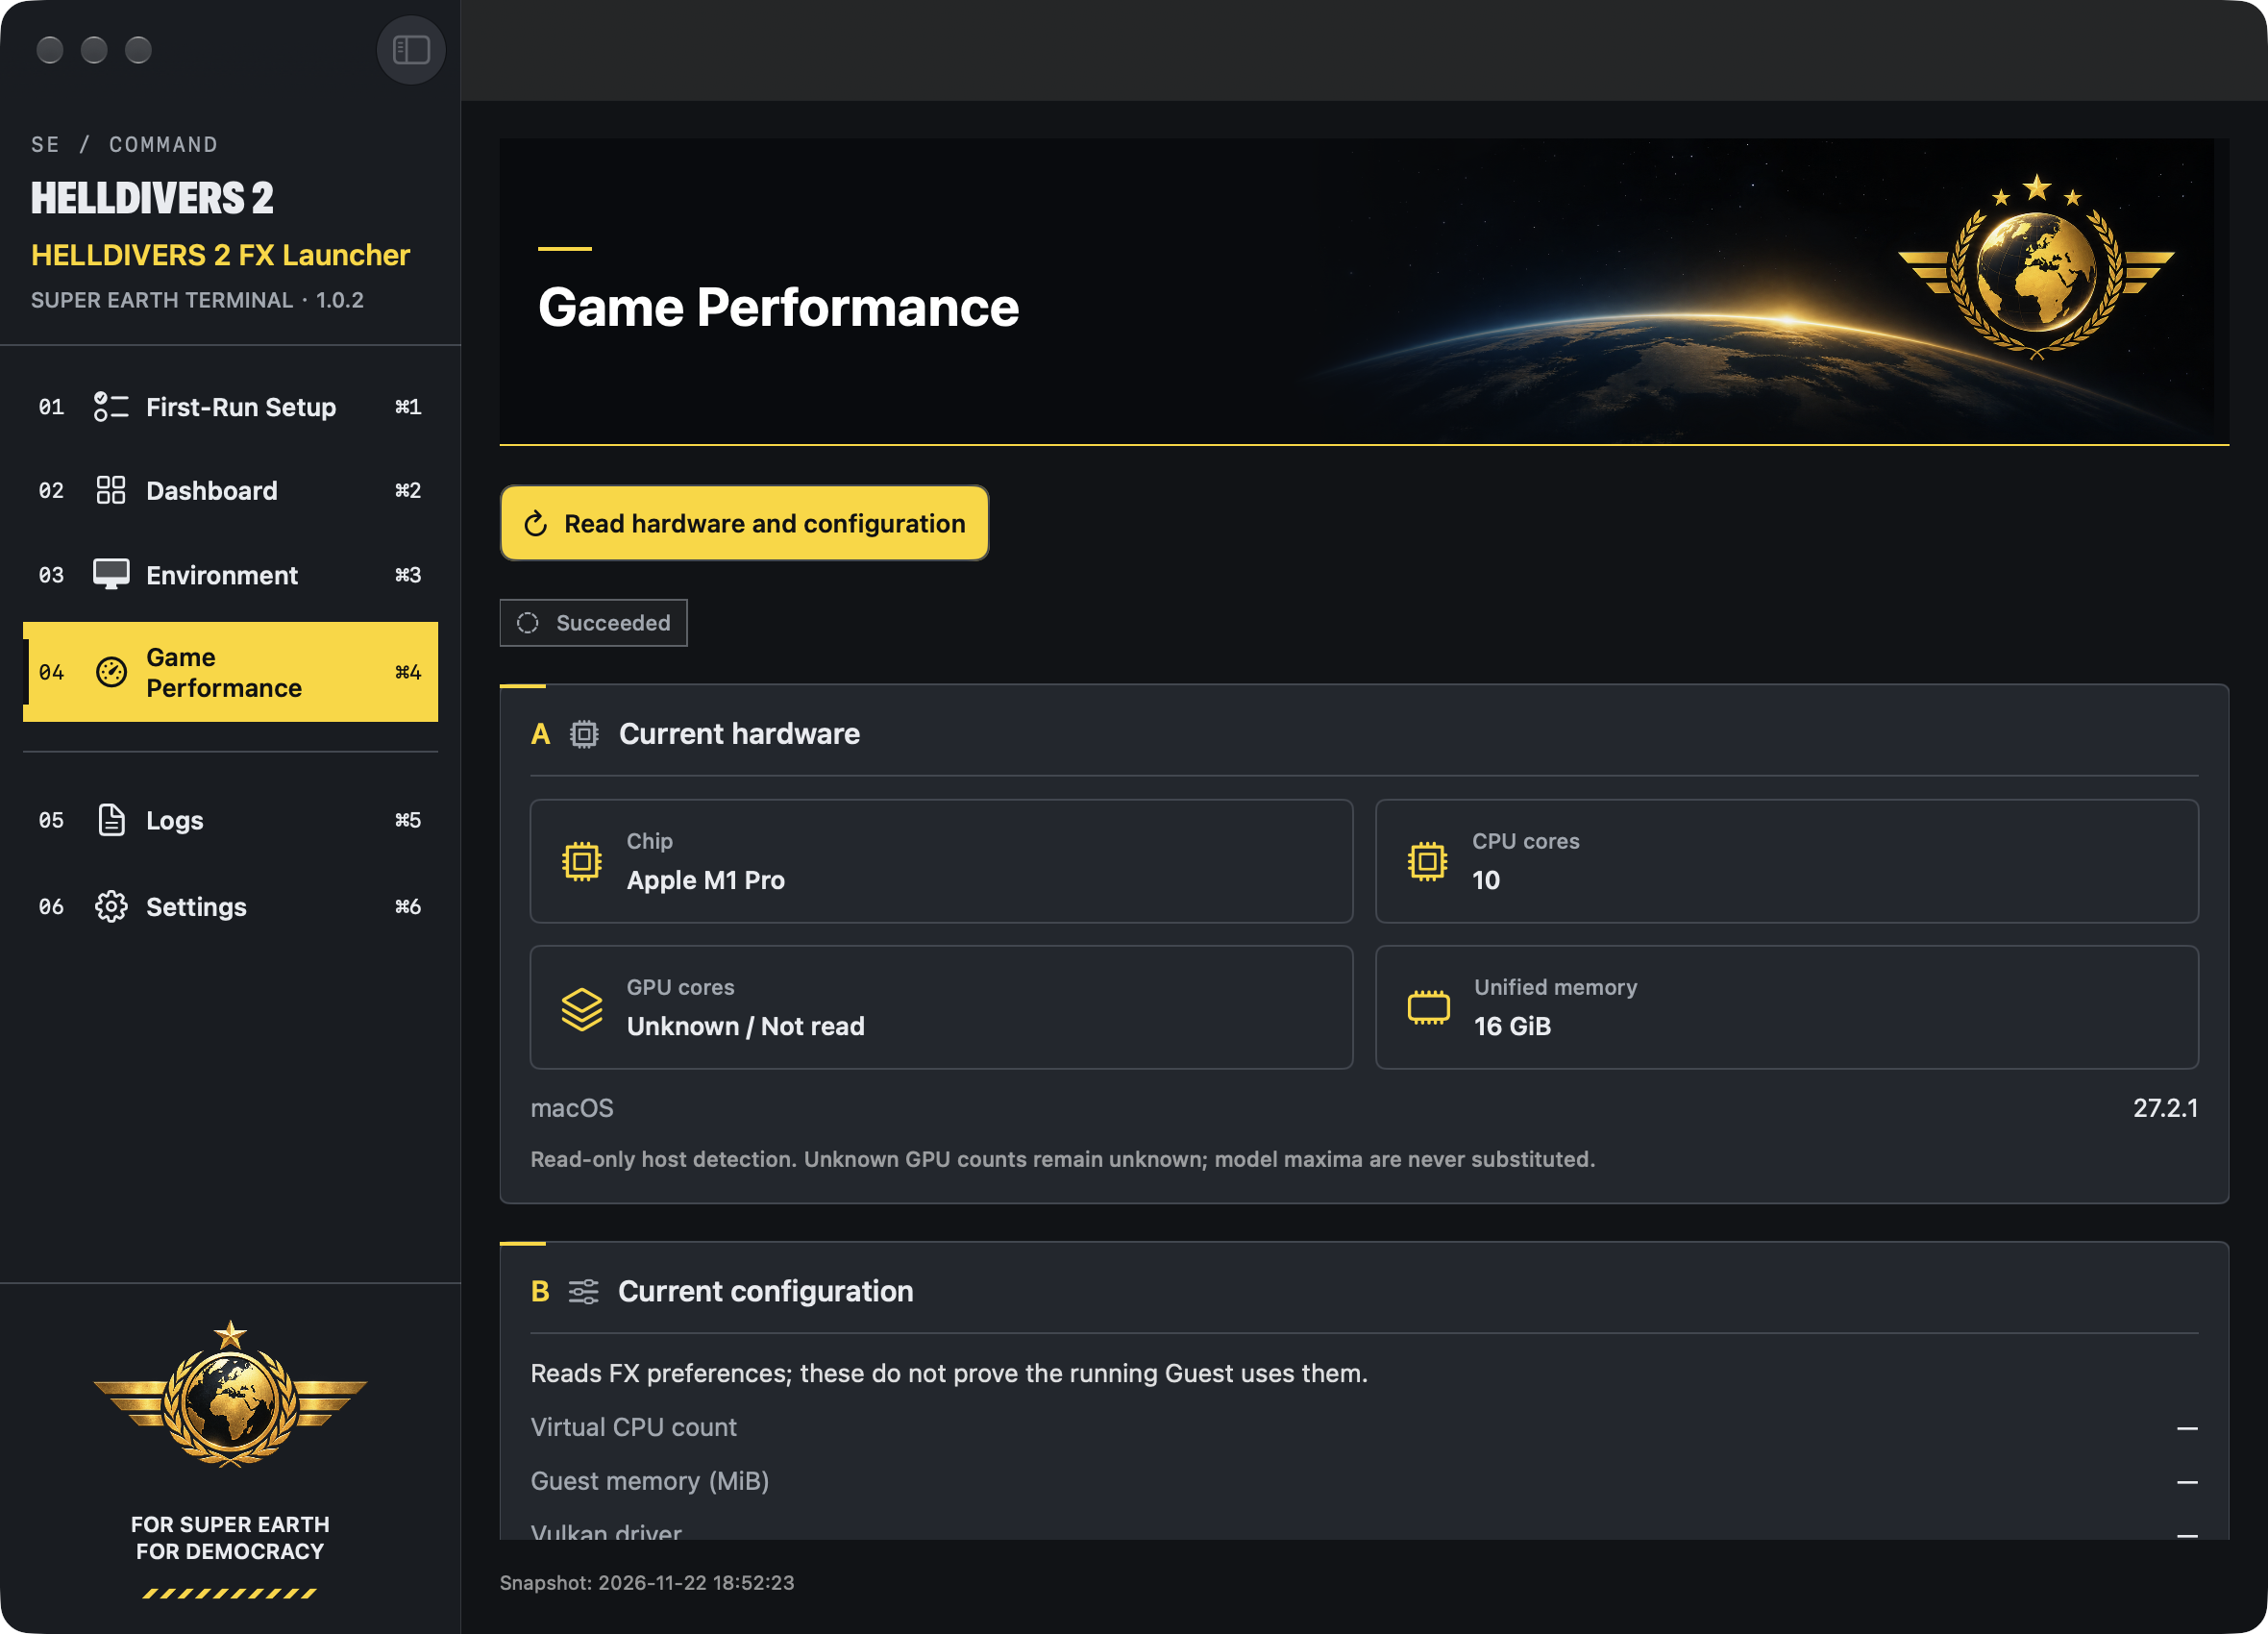 SE / COMMAND
HELLDIVERS 2
HELLDIVERS 2 FX Launcher
SUPER EARTH TERMINAL · 1.0.2
01 First-Run Setup ⌘1
02 Dashboard ⌘2
03 Environment ⌘3
04 Game Performance ⌘4
05 Logs ⌘5
06 Settings ⌘6
FOR SUPER EARTH
FOR DEMOCRACY
Game Performance
Read hardware and configuration
Succeeded
A Current hardware
Chip
Apple M1 Pro
CPU cores
10
GPU cores
Unknown / Not read
Unified memory
16 GiB
macOS 27.2.1
Read-only host detection. Unknown GPU counts remain unknown; model maxima are never substituted.
B Current configuration
Reads FX preferences; these do not prove the running Guest uses them.
Virtual CPU count —
Guest memory (MiB) —
Vulkan driver —
Snapshot: 2026-11-22 18:52:23